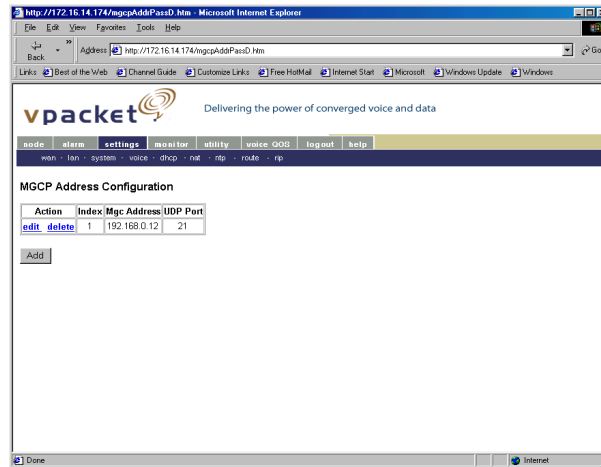 http://172.16.14.174/mgcpAddrPassD.htm - Microsoft Internet Explorer
File Edit View Favorites Tools Help
Back » Address http://172.16.14.174/mgcpAddrPassD.htm Go
Links Best of the Web Channel Guide Customize Links Free HotMail Internet Start Microsoft Windows Update Windows
vpacket Delivering the power of converged voice and data
node alarm settings monitor utility voice QOS logout help
wan - lan - system - voice - dhcp - nat - ntp - route - rip
MGCP Address Configuration
Action Index Mgc Address UDP Port
edit delete 1 192.168.0.12 21
Add
Done Internet